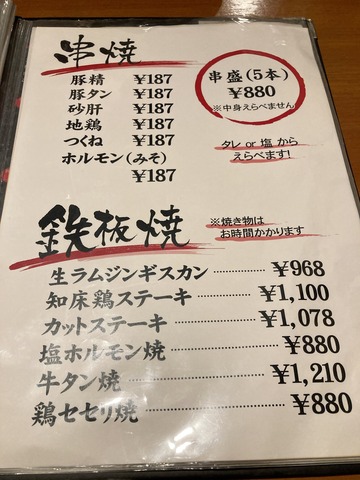 串焼
豚精 ¥187
豚タン ¥187
砂肝 ¥187
地鶏 ¥187
つくね ¥187
ホルモン(みそ)
¥187
串盛(5本)
¥880
※中身えらべません
タレ or 塩 から
えらべます!
鉄板焼
※焼き物は
お時間かかります
生ラムジンギスカン ¥968
知床鶏ステーキ ¥1,100
カットステーキ ¥1,078
塩ホルモン焼 ¥880
牛タン焼 ¥1,210
鶏セセリ焼 ¥880